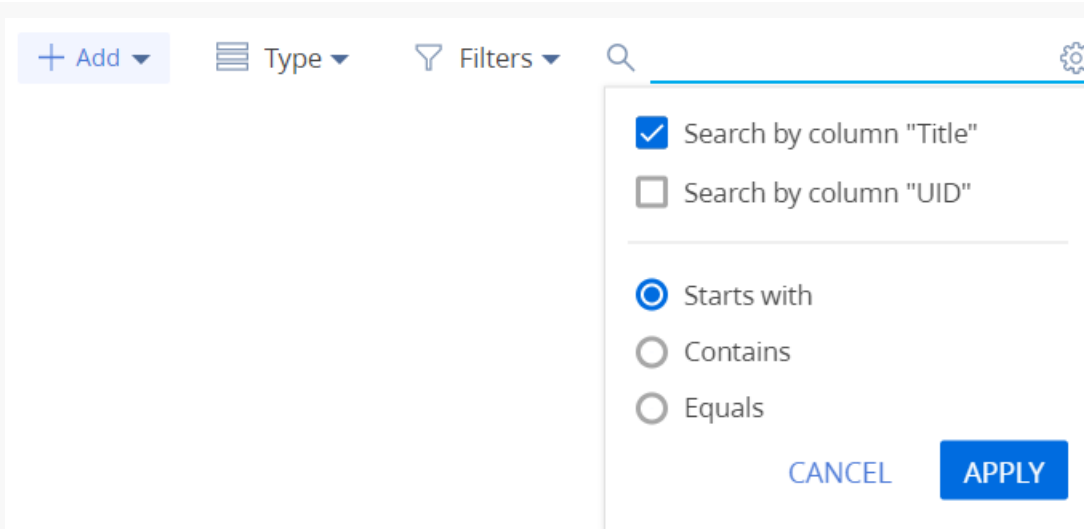 Add Type Filters
Search by column "Title"
Search by column "UID"
Starts with
Contains
Equals
CANCEL APPLY